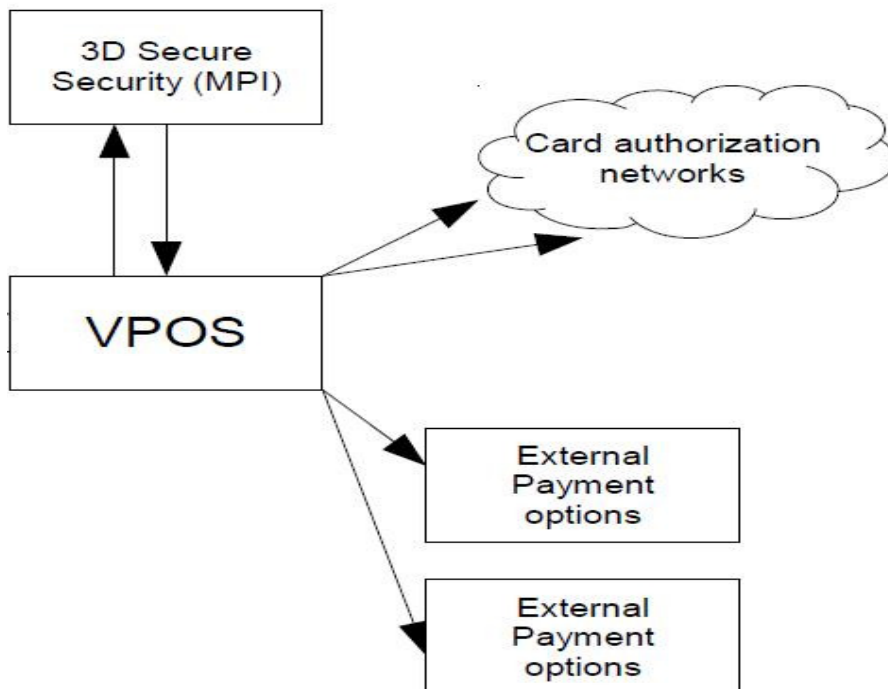 3D Secure
Security (MPI)
Card authorization
networks
VPOS
External
Payment
options
External
Payment
options